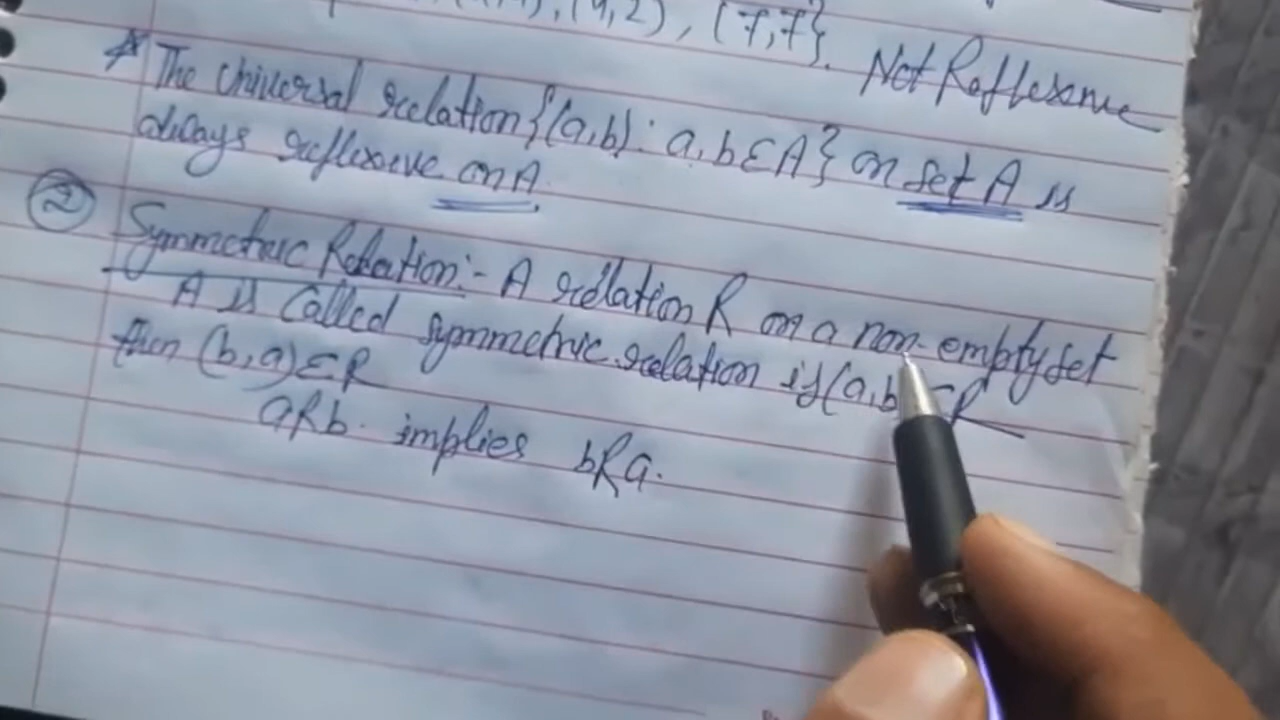 ,2), (7,7}. Not Reflexive
* The Universal relation {(a,b): a,b∈A} on set A is
always reflexive on A.
② Symmetric Relation:- A relation R on a non-empty set
A is called symmetric relation if (a,b) ∈ R
then (b,a)∈R
aRb. implies bRa.